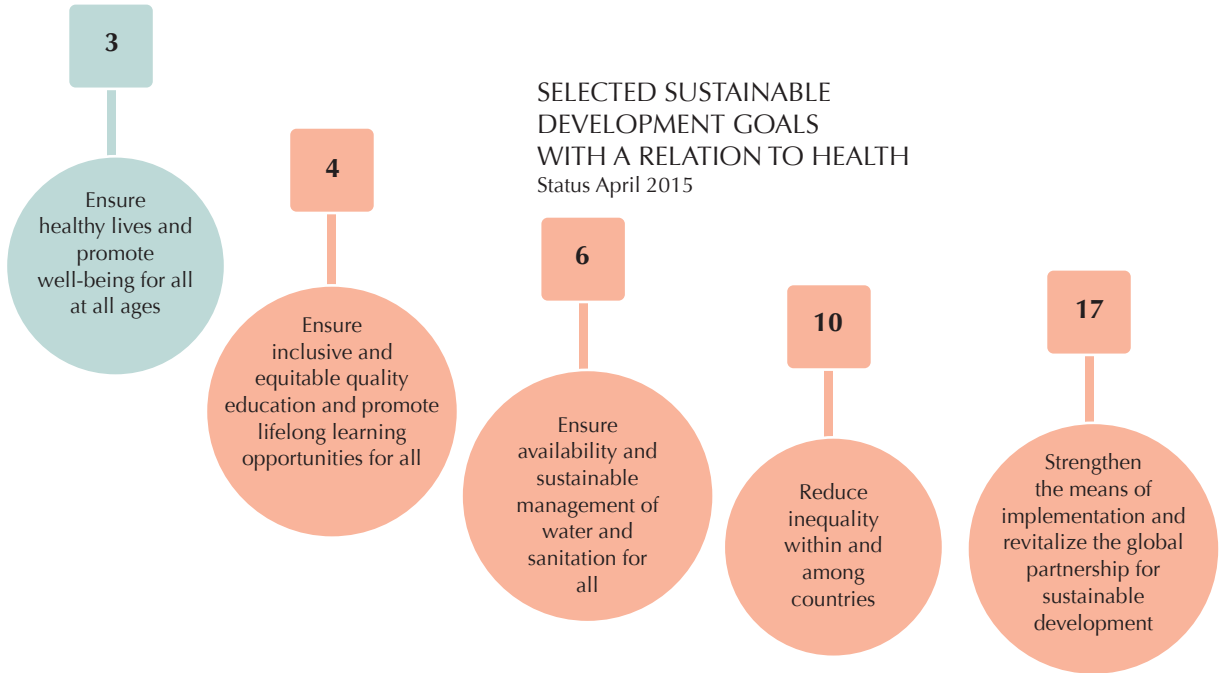 SELECTED SUSTAINABLE
DEVELOPMENT GOALS
WITH A RELATION TO HEALTH
Status April 2015
3
Ensure
healthy lives and
promote
well-being for all
at all ages
4
Ensure
inclusive and
equitable quality
education and promote
lifelong learning
opportunities for all
6
Ensure
availability and
sustainable
management of
water and
sanitation for
all
10
Reduce
inequality
within and
among
countries
17
Strengthen
the means of
implementation and
revitalize the global
partnership for
sustainable
development